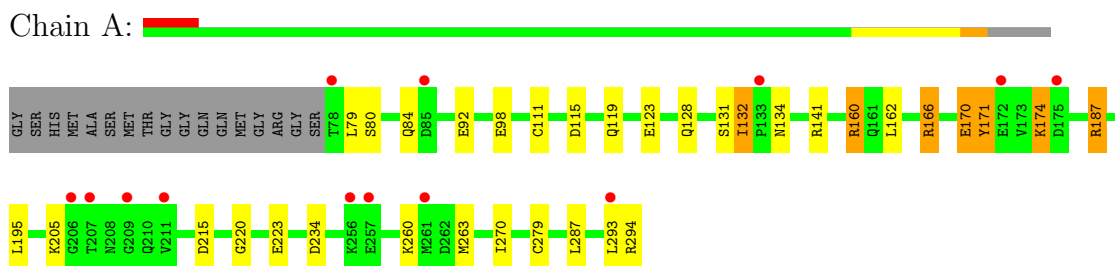 Chain A:
GLY SER HIS MET ALA SER MET THR GLY GLY GLN GLN MET GLY ARG GLY SER T78 L79 S80 Q84 D85 E92 E98 C111 D115 Q119 E123 Q128 S131 I132 P133 N134 R141 R160 Q161 L162 R166 E170 Y171 E172 V173 K174 D175 R187
L195 K205 G206 T207 N208 G209 Q210 V211 D215 G220 E223 D234 K256 E257 K260 M261 D262 M263 I270 C279 L287 L293 R294